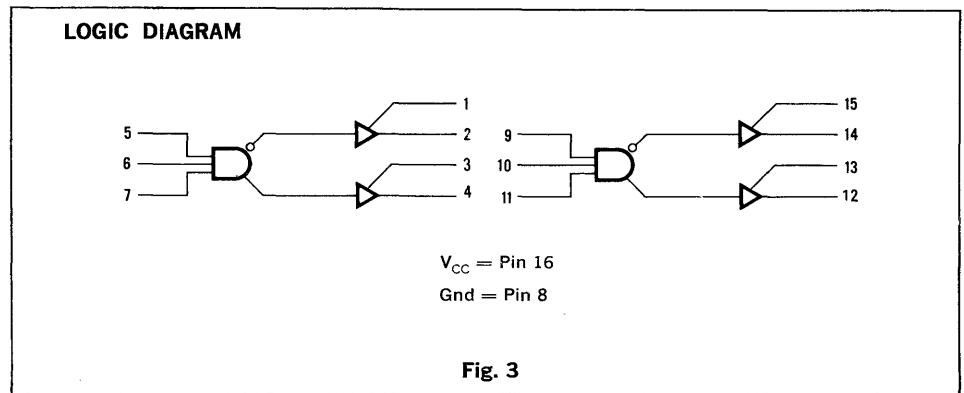 LOGIC DIAGRAM
1 15
5 2 9 14
6 3 10 13
7 4 11 12
V_CC = Pin 16
Gnd = Pin 8
Fig. 3